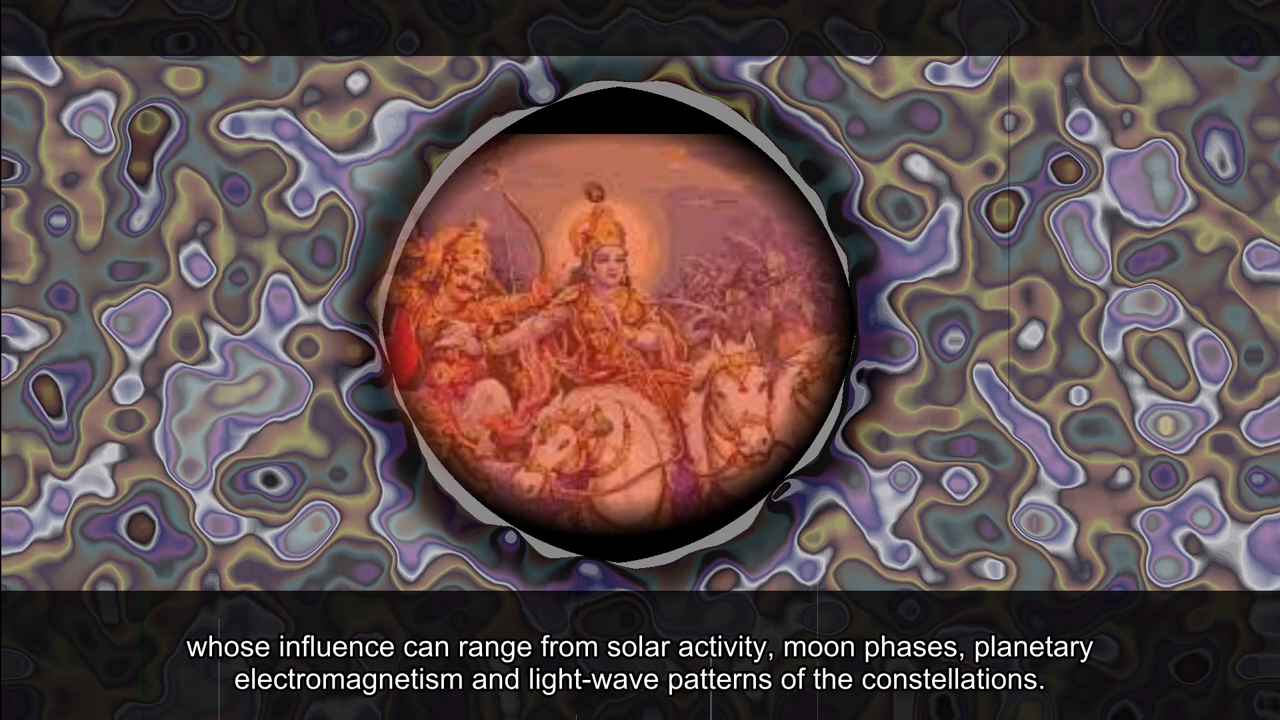 whose influence can range from solar activity, moon phases, planetary
electromagnetism and light-wave patterns of the constellations.